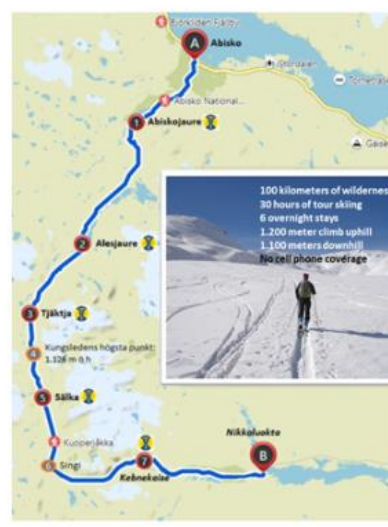 Björkliden Fjällby
A
Abisko
Abisko National...
1
Abiskojaure
100 kilometers of wilderness
30 hours of tour skiing
6 overnight stays
1.200 meter climb uphill
1.100 meters downhill
No cell phone coverage
2
Alesjaure
3
Tjäktja
4
Kungsledens högsta punkt:
5
Sälka
Kuoperjåkka
6
Singi
7
Kebnekaise
Nikkaluokta
B